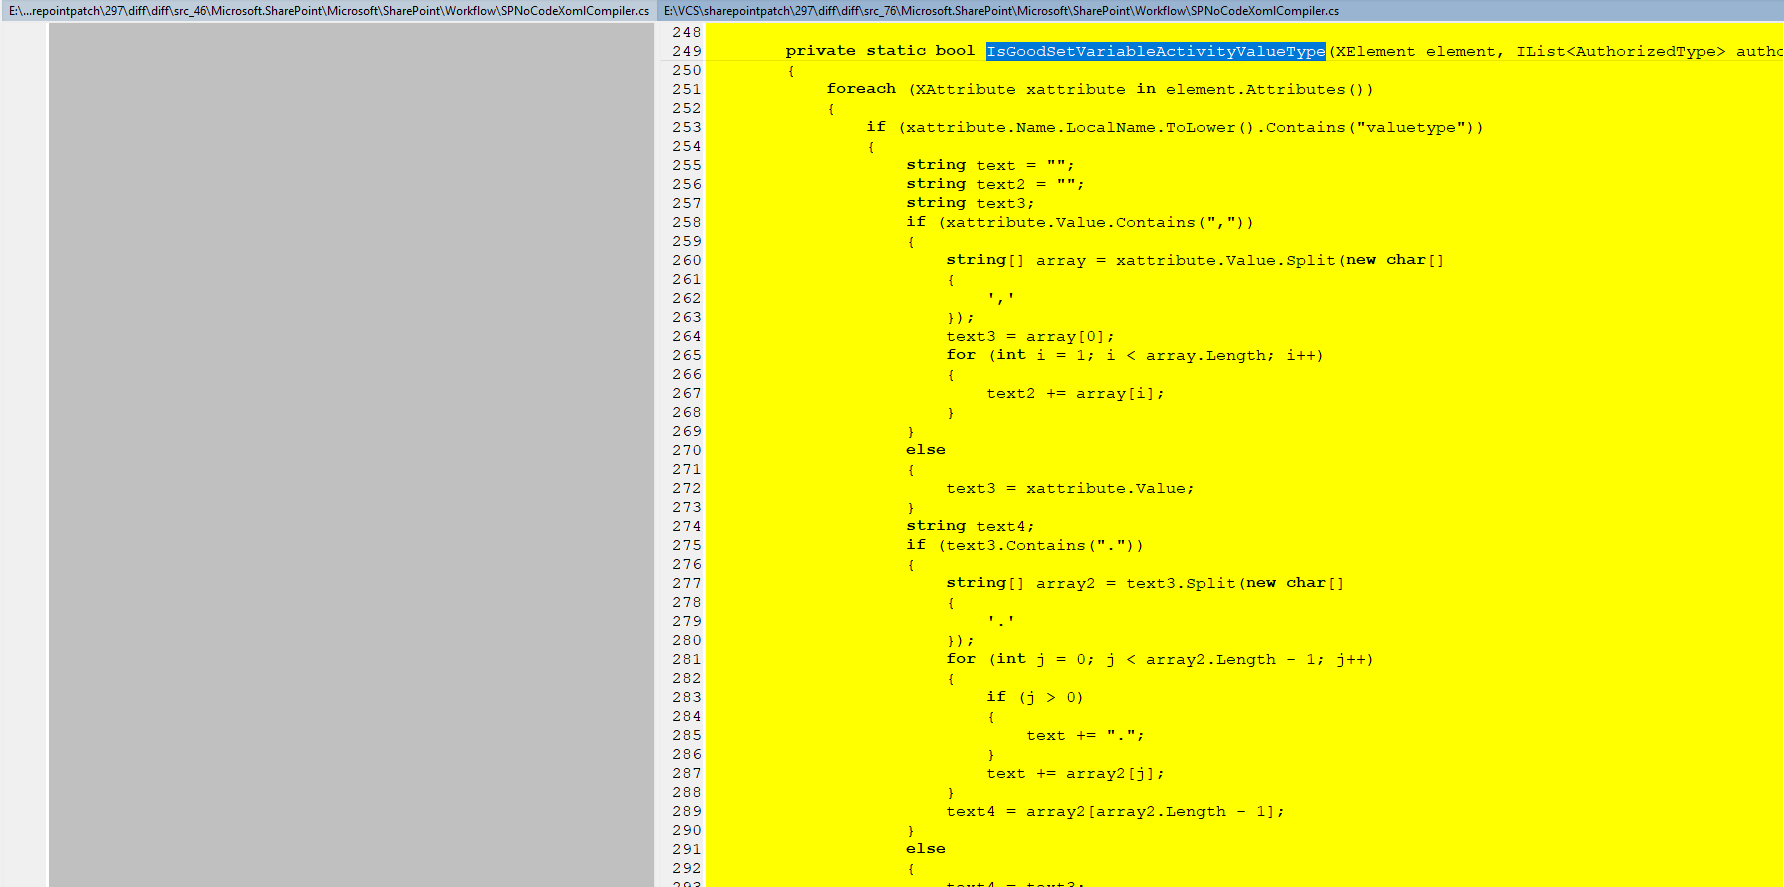 E:\...repointpatch\297\diff\diff\src_46\Microsoft.SharePoint\Microsoft\SharePoint\Workflow\SPNoCodeXomlCompiler.cs
E:\VCS\sharepointpatch\297\diff\diff\src_76\Microsoft.SharePoint\Microsoft\SharePoint\Workflow\SPNoCodeXomlCompiler.cs
248
249 private static bool IsGoodSetVariableActivityValueType(XElement element, IList<AuthorizedType> autho
250 {
251 foreach (XAttribute xattribute in element.Attributes())
252 {
253 if (xattribute.Name.LocalName.ToLower().Contains("valuetype"))
254 {
255 string text = "";
256 string text2 = "";
257 string text3;
258 if (xattribute.Value.Contains(","))
259 {
260 string[] array = xattribute.Value.Split(new char[]
261 {
262 ','
263 });
264 text3 = array[0];
265 for (int i = 1; i < array.Length; i++)
266 {
267 text2 += array[i];
268 }
269 }
270 else
271 {
272 text3 = xattribute.Value;
273 }
274 string text4;
275 if (text3.Contains("."))
276 {
277 string[] array2 = text3.Split(new char[]
278 {
279 '.'
280 });
281 for (int j = 0; j < array2.Length - 1; j++)
282 {
283 if (j > 0)
284 {
285 text += ".";
286 }
287 text += array2[j];
288 }
289 text4 = array2[array2.Length - 1];
290 }
291 else
292 {
293 text4 = text3;